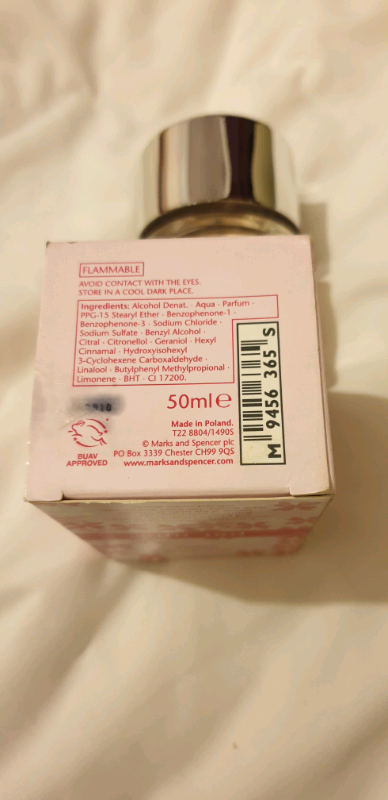 FLAMMABLE
AVOID CONTACT WITH THE EYES.
STORE IN A COOL DARK PLACE.
Ingredients: Alcohol Denat. · Aqua · Parfum ·
PPG-15 Stearyl Ether · Benzophenone-1 ·
Benzophenone-3 · Sodium Chloride ·
Sodium Sulfate · Benzyl Alcohol ·
Citral · Citronellol · Geraniol · Hexyl
Cinnamal · Hydroxyisohexyl
3-Cyclohexene Carboxaldehyde ·
Linalool · Butylphenyl Methylpropional ·
Limonene · BHT · CI 17200.
50ml e
M 9456 365 S
BUAV
APPROVED
Made in Poland.
T22 8804/1490S
© Marks and Spencer plc
PO Box 3339 Chester CH99 9QS
www.marksandspencer.com